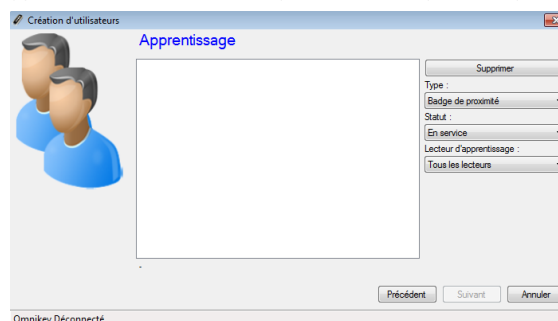 Création d'utilisateurs
Apprentissage
Supprimer
Type :
Badge de proximité
Statut :
En service
Lecteur d'apprentissage :
Tous les lecteurs
-
Précédent
Suivant
Annuler
Omnikey Déconnecté